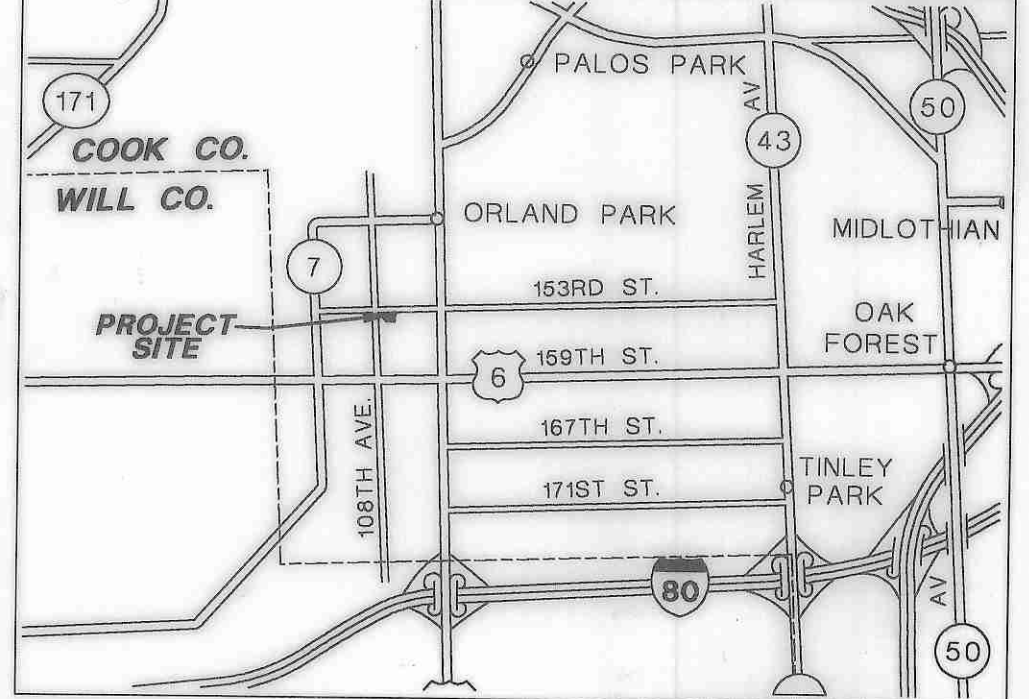 PALOS PARK
171
50
AV
43
COOK CO.
WILL CO.
ORLAND PARK
HARLEM
MIDLOTHIAN
7
153RD ST.
PROJECT
SITE
OAK
FOREST
159TH ST.
6
108TH AVE.
167TH ST.
TINLEY
PARK
171ST ST.
80
AV
50